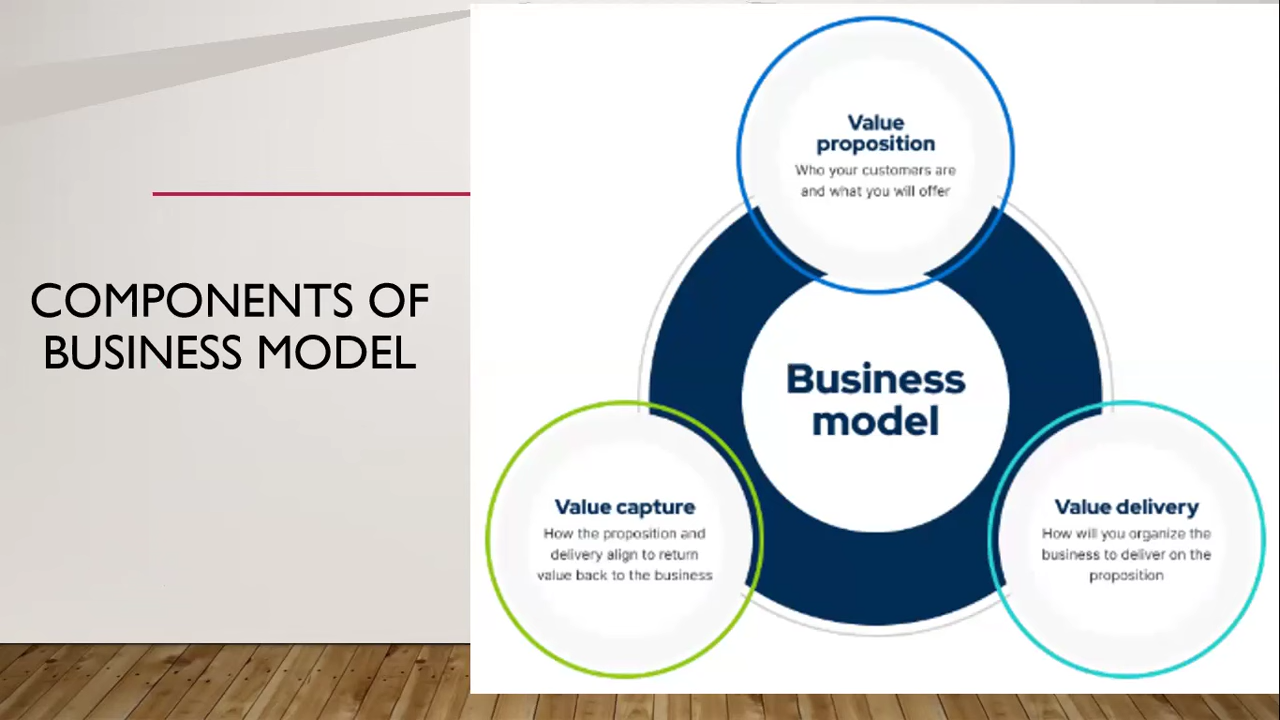 COMPONENTS OF
BUSINESS MODEL
Value
proposition
Who your customers are
and what you will offer
Business
model
Value capture
How the proposition and
delivery align to return
value back to the business
Value delivery
How will you organize the
business to deliver on the
proposition